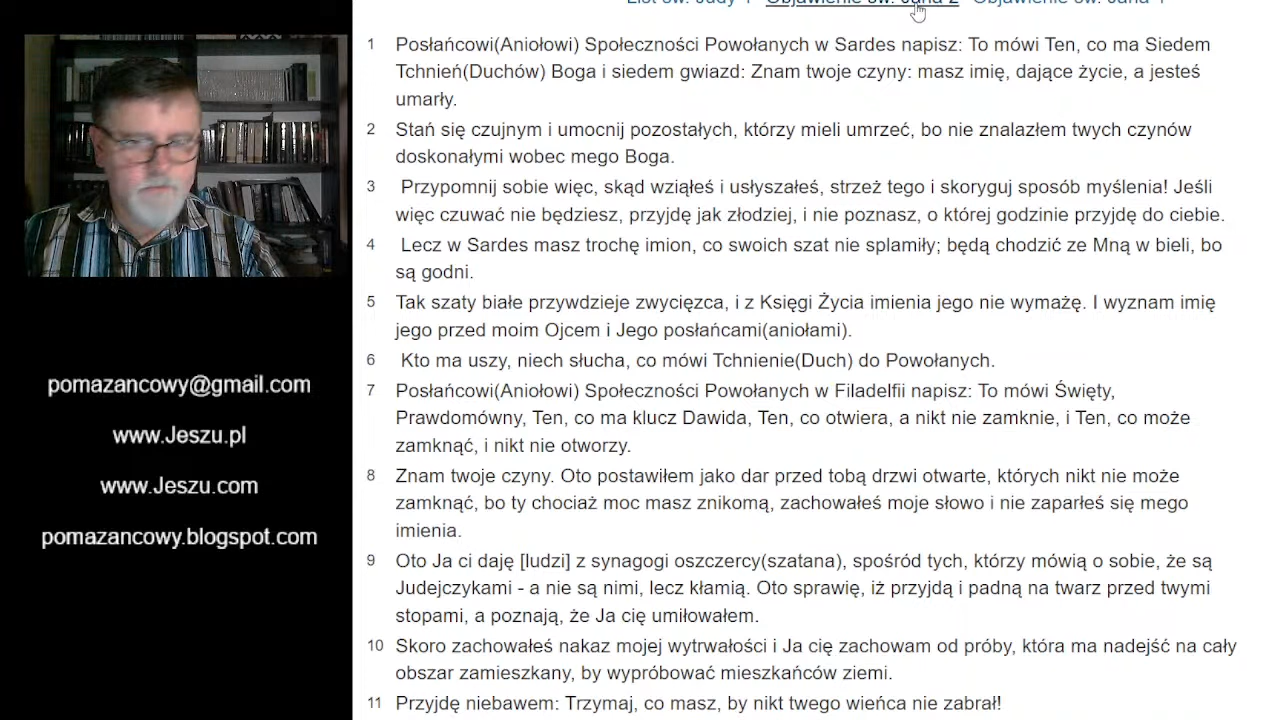 List św. Judy 1 Objawienie św. Jana 2 Objawienie św. Jana 4
1 Posłańcowi(Aniołowi) Społeczności Powołanych w Sardes napisz: To mówi Ten, co ma Siedem
Tchnień(Duchów) Boga i siedem gwiazd: Znam twoje czyny: masz imię, dające życie, a jesteś
umarły.
2 Stań się czujnym i umocnij pozostałych, którzy mieli umrzeć, bo nie znalazłem twych czynów
doskonałymi wobec mego Boga.
3 Przypomnij sobie więc, skąd wziąłeś i usłyszałeś, strzeż tego i skoryguj sposób myślenia! Jeśli
więc czuwać nie będziesz, przyjdę jak złodziej, i nie poznasz, o której godzinie przyjdę do ciebie.
4 Lecz w Sardes masz trochę imion, co swoich szat nie splamiły; będą chodzić ze Mną w bieli, bo
są godni.
5 Tak szaty białe przywdzieje zwycięzca, i z Księgi Życia imienia jego nie wymażę. I wyznam imię
jego przed moim Ojcem i Jego posłańcami(aniołami).
6 Kto ma uszy, niech słucha, co mówi Tchnienie(Duch) do Powołanych.
7 Posłańcowi(Aniołowi) Społeczności Powołanych w Filadelfii napisz: To mówi Święty,
Prawdomówny, Ten, co ma klucz Dawida, Ten, co otwiera, a nikt nie zamknie, i Ten, co może
zamknąć, i nikt nie otworzy.
8 Znam twoje czyny. Oto postawiłem jako dar przed tobą drzwi otwarte, których nikt nie może
zamknąć, bo ty chociaż moc masz znikomą, zachowałeś moje słowo i nie zaparłeś się mego
imienia.
9 Oto Ja ci daję [ludzi] z synagogi oszczercy(szatana), spośród tych, którzy mówią o sobie, że są
Judejczykami - a nie są nimi, lecz kłamią. Oto sprawię, iż przyjdą i padną na twarz przed twymi
stopami, a poznają, że Ja cię umiłowałem.
10 Skoro zachowałeś nakaz mojej wytrwałości i Ja cię zachowam od próby, która ma nadejść na cały
obszar zamieszkany, by wypróbować mieszkańców ziemi.
11 Przyjdę niebawem: Trzymaj, co masz, by nikt twego wieńca nie zabrał!
pomazancowy@gmail.com
www.Jeszu.pl
www.Jeszu.com
pomazancowy.blogspot.com